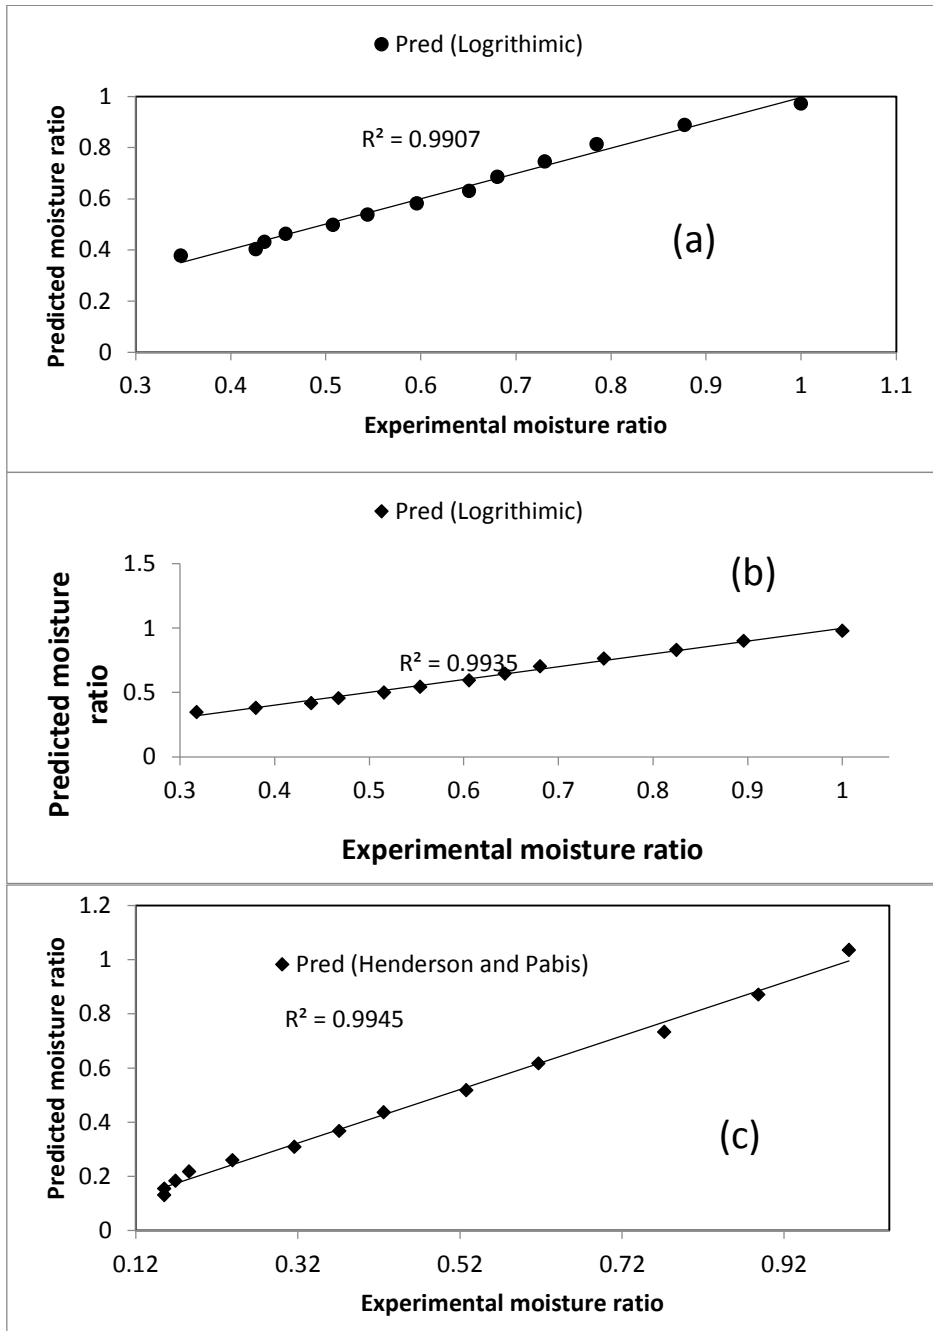 Pred (Logrithimic)
Predicted moisture ratio
1
0.8
0.6
0.4
0.2
0
R² = 0.9907
(a)
0.3 0.4 0.5 0.6 0.7 0.8 0.9 1 1.1
Experimental moisture ratio
Pred (Logrithimic)
Predicted moisture
ratio
1.5
1
0.5
0
(b)
R² = 0.9935
0.3 0.4 0.5 0.6 0.7 0.8 0.9 1
Experimental moisture ratio
Predicted moisture ratio
1.2
1
0.8
0.6
0.4
0.2
0
Pred (Henderson and Pabis)
R² = 0.9945
(c)
0.12 0.32 0.52 0.72 0.92
Experimental moisture ratio